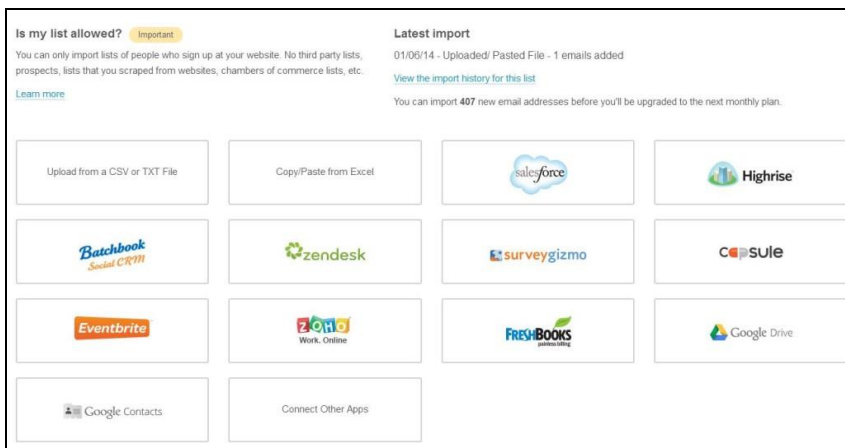 Is my list allowed? Important
You can only import lists of people who sign up at your website. No third party lists,
prospects, lists that you scraped from websites, chambers of commerce lists, etc.
Learn more
Latest import
01/06/14 - Uploaded/ Pasted File - 1 emails added
View the import history for this list
You can import 407 new email addresses before you'll be upgraded to the next monthly plan.
Upload from a CSV or TXT File
Copy/Paste from Excel
salesforce
Highrise
Batchbook
Social CRM
zendesk
surveygizmo
capsule
Eventbrite
ZOHO
Work. Online
FRESHBOOKS
painless billing
Google Drive
Google Contacts
Connect Other Apps